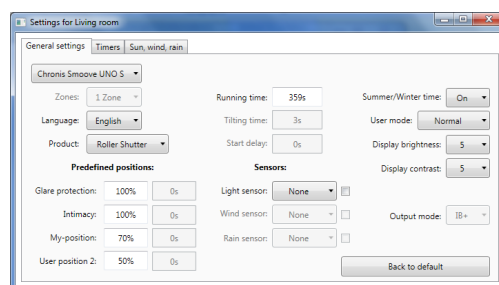 Settings for Living room
General settings Timers Sun, wind, rain
Chronis Smoove UNO S
Zones: 1 Zone Running time: 359s Summer/Winter time: On
Language: English Tilting time: 3s User mode: Normal
Product: Roller Shutter Start delay: 0s Display brightness: 5
Predefined positions: Sensors: Display contrast: 5
Glare protection: 100% 0s Light sensor: None
Intimacy: 100% 0s Wind sensor: None Output mode: IB+
My-position: 70% 0s Rain sensor: None
User position 2: 50% 0s Back to default